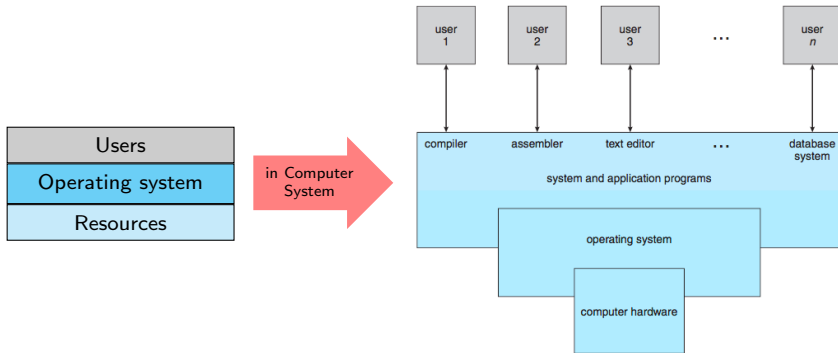 Users
Operating system
Resources
in Computer
System
user
1
user
2
user
3
...
user
n
compiler
assembler
text editor
...
database
system
system and application programs
operating system
computer hardware